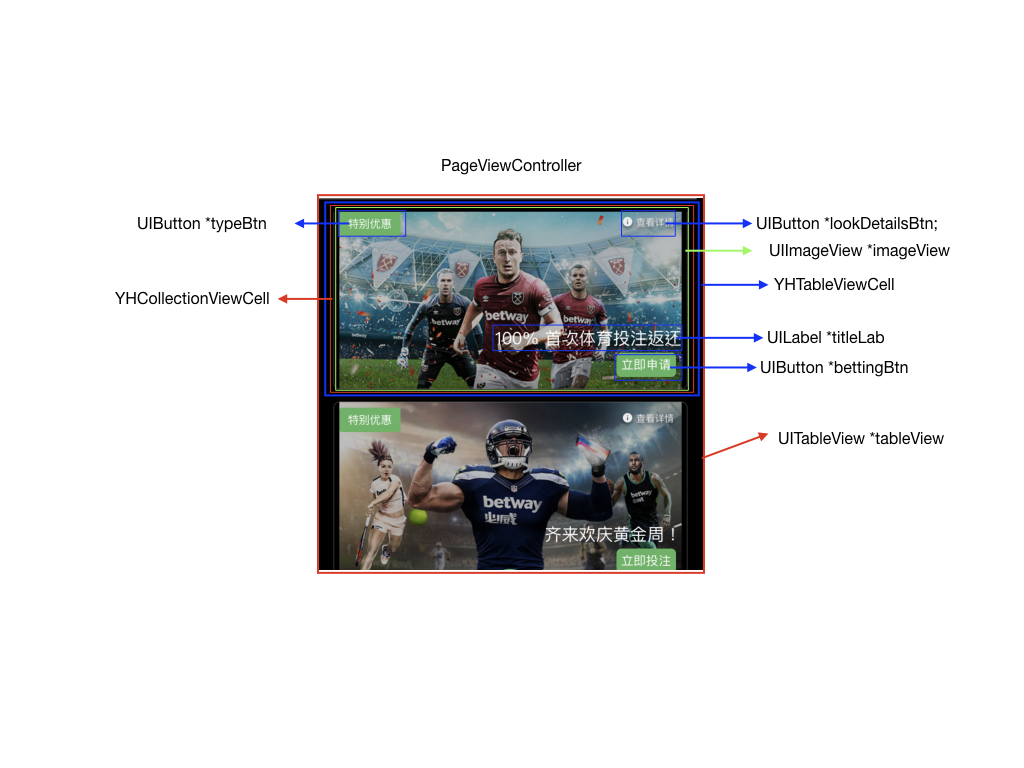 PageViewController
UIButton *typeBtn
特别优惠
查看详情
UIButton *lookDetailsBtn;
UIImageView *imageView
YHTableViewCell
YHCollectionViewCell
betway
betway
betway
100% 首次体育投注返还
UILabel *titleLab
立即申请
UIButton *bettingBtn
特别优惠
查看详情
UITableView *tableView
betway
必威
betway
齐来欢庆黄金周！
立即投注